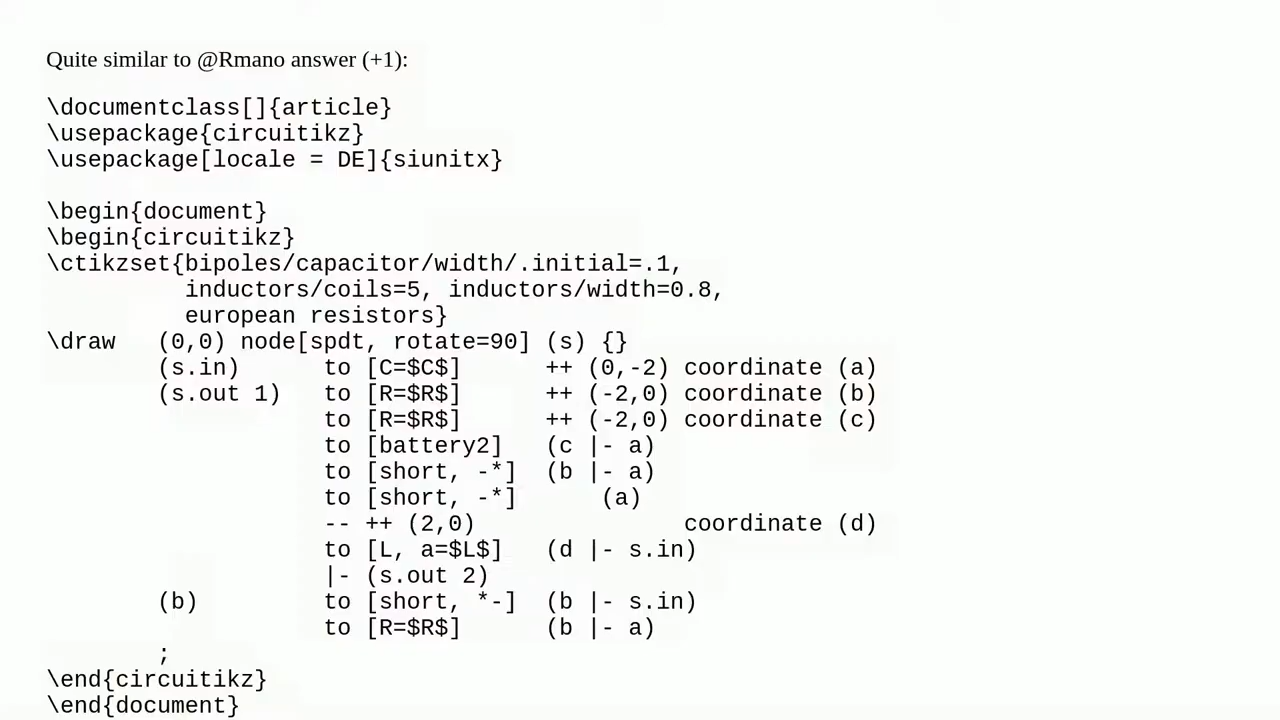 Quite similar to @Rmano answer (+1):
\documentclass[]{article}
\usepackage{circuitikz}
\usepackage[locale = DE]{siunitx}
\begin{document}
\begin{circuitikz}
\ctikzset{bipoles/capacitor/width/.initial=.1,
          inductors/coils=5, inductors/width=0.8,
          european resistors}
\draw   (0,0) node[spdt, rotate=90] (s) {}
        (s.in)      to [C=$C$]      ++ (0,-2) coordinate (a)
        (s.out 1)   to [R=$R$]      ++ (-2,0) coordinate (b)
                    to [R=$R$]      ++ (-2,0) coordinate (c)
                    to [battery2]   (c |- a)
                    to [short, -*]  (b |- a)
                    to [short, -*]      (a)
                    -- ++ (2,0)               coordinate (d)
                    to [L, a=$L$]   (d |- s.in)
                    |- (s.out 2)
        (b)         to [short, *-]  (b |- s.in)
                    to [R=$R$]      (b |- a)
        ;
\end{circuitikz}
\end{document}